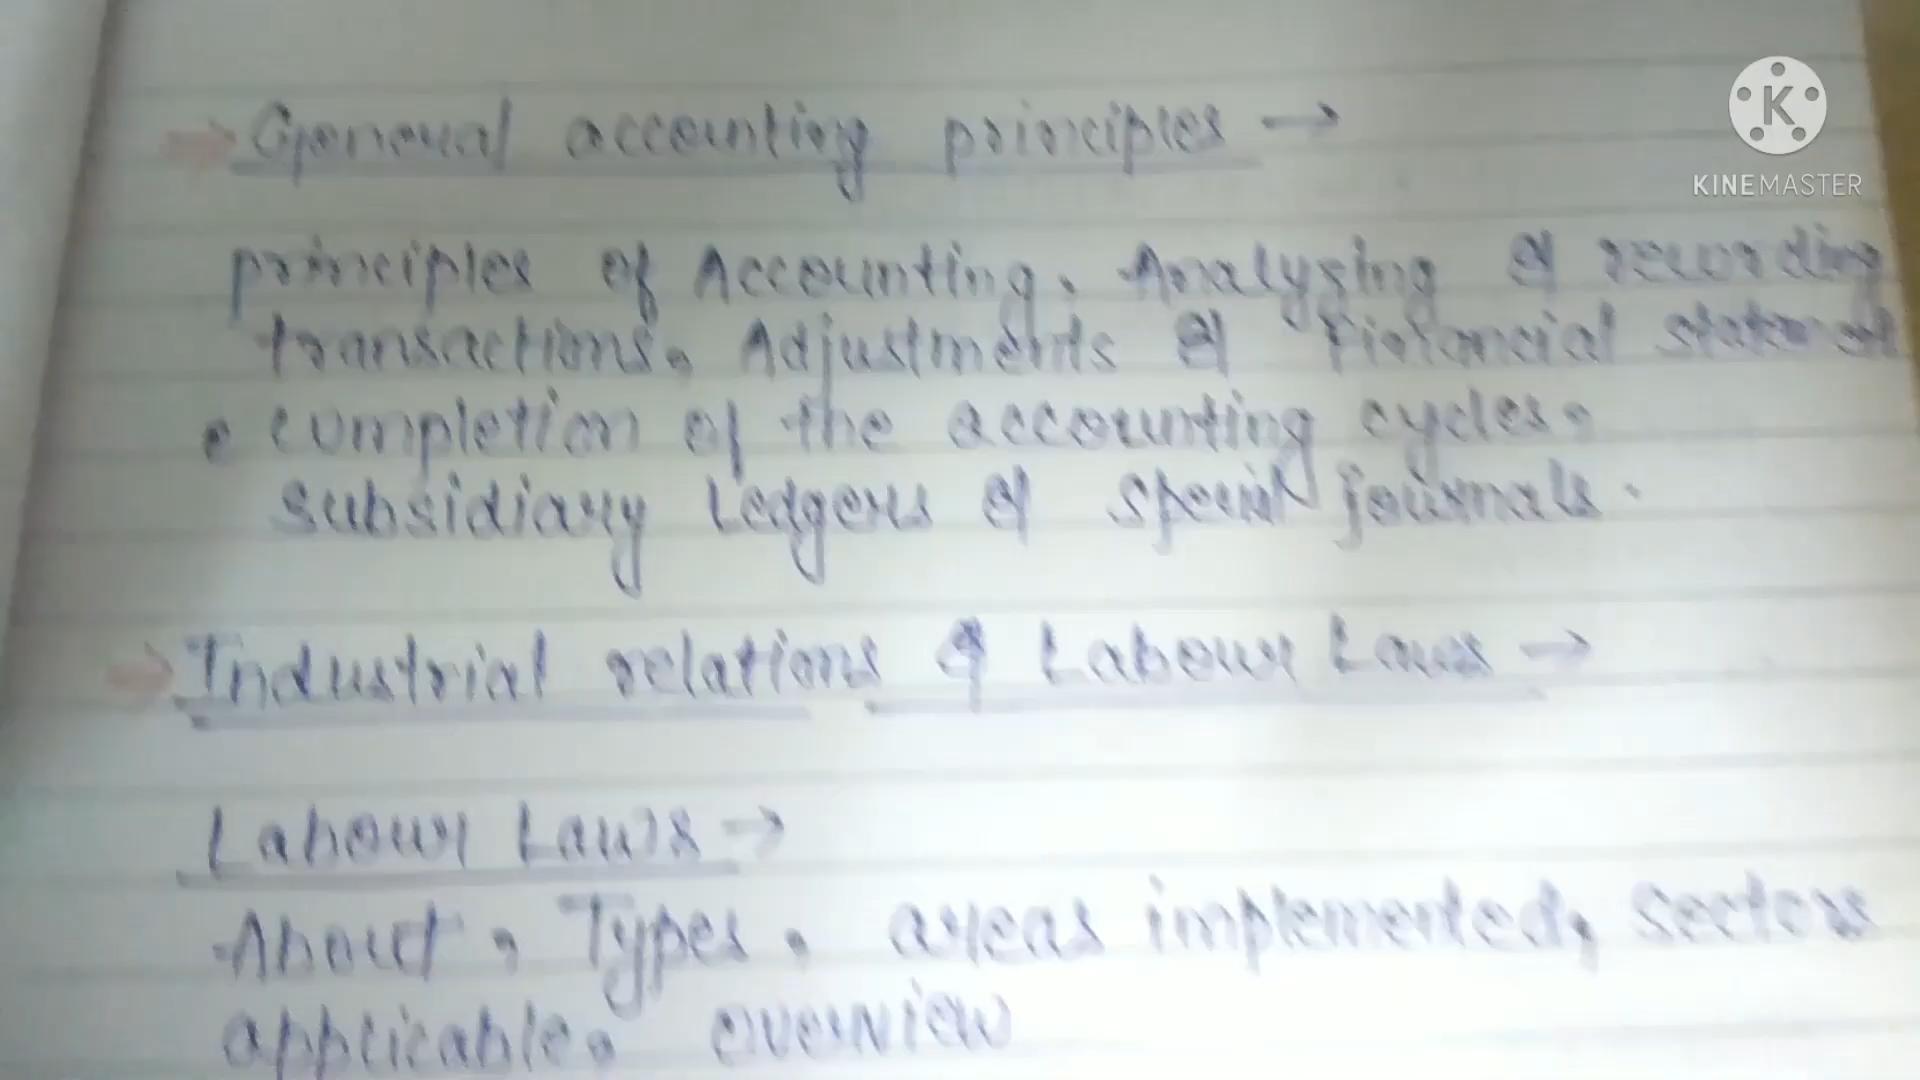 General accounting principles →
KINEMASTER
principles of Accounting, Analysing & recording
transactions, Adjustments & Financial
• completion of the accounting cycles,
subsidiary Ledgers & special journals.
Industrial relations & Labour Laws →
Labour Laws →
About, Types, areas implemented, sectors
applicable, overview